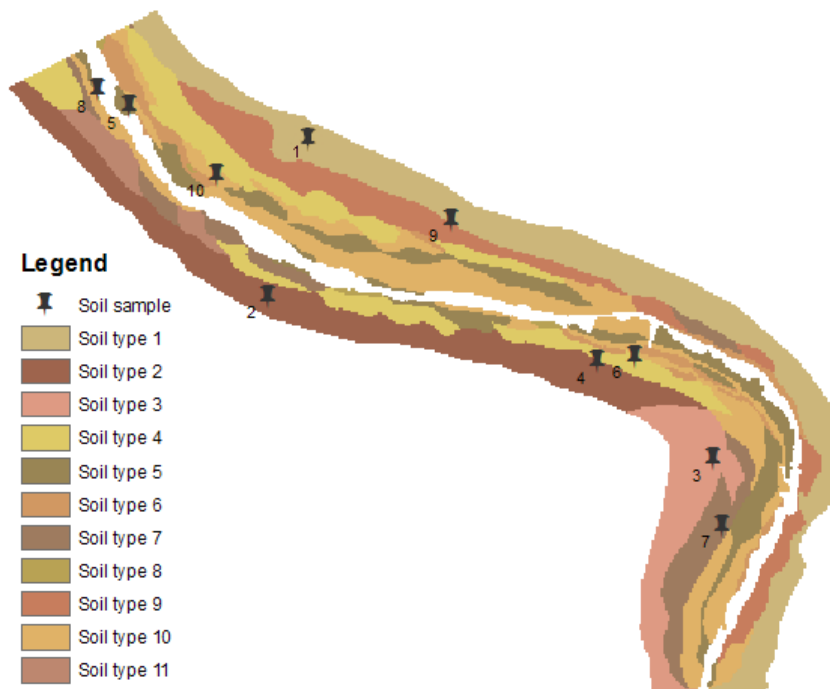 8
5
1
10
9
2
4
6
3
7
Legend
Soil sample
Soil type 1
Soil type 2
Soil type 3
Soil type 4
Soil type 5
Soil type 6
Soil type 7
Soil type 8
Soil type 9
Soil type 10
Soil type 11